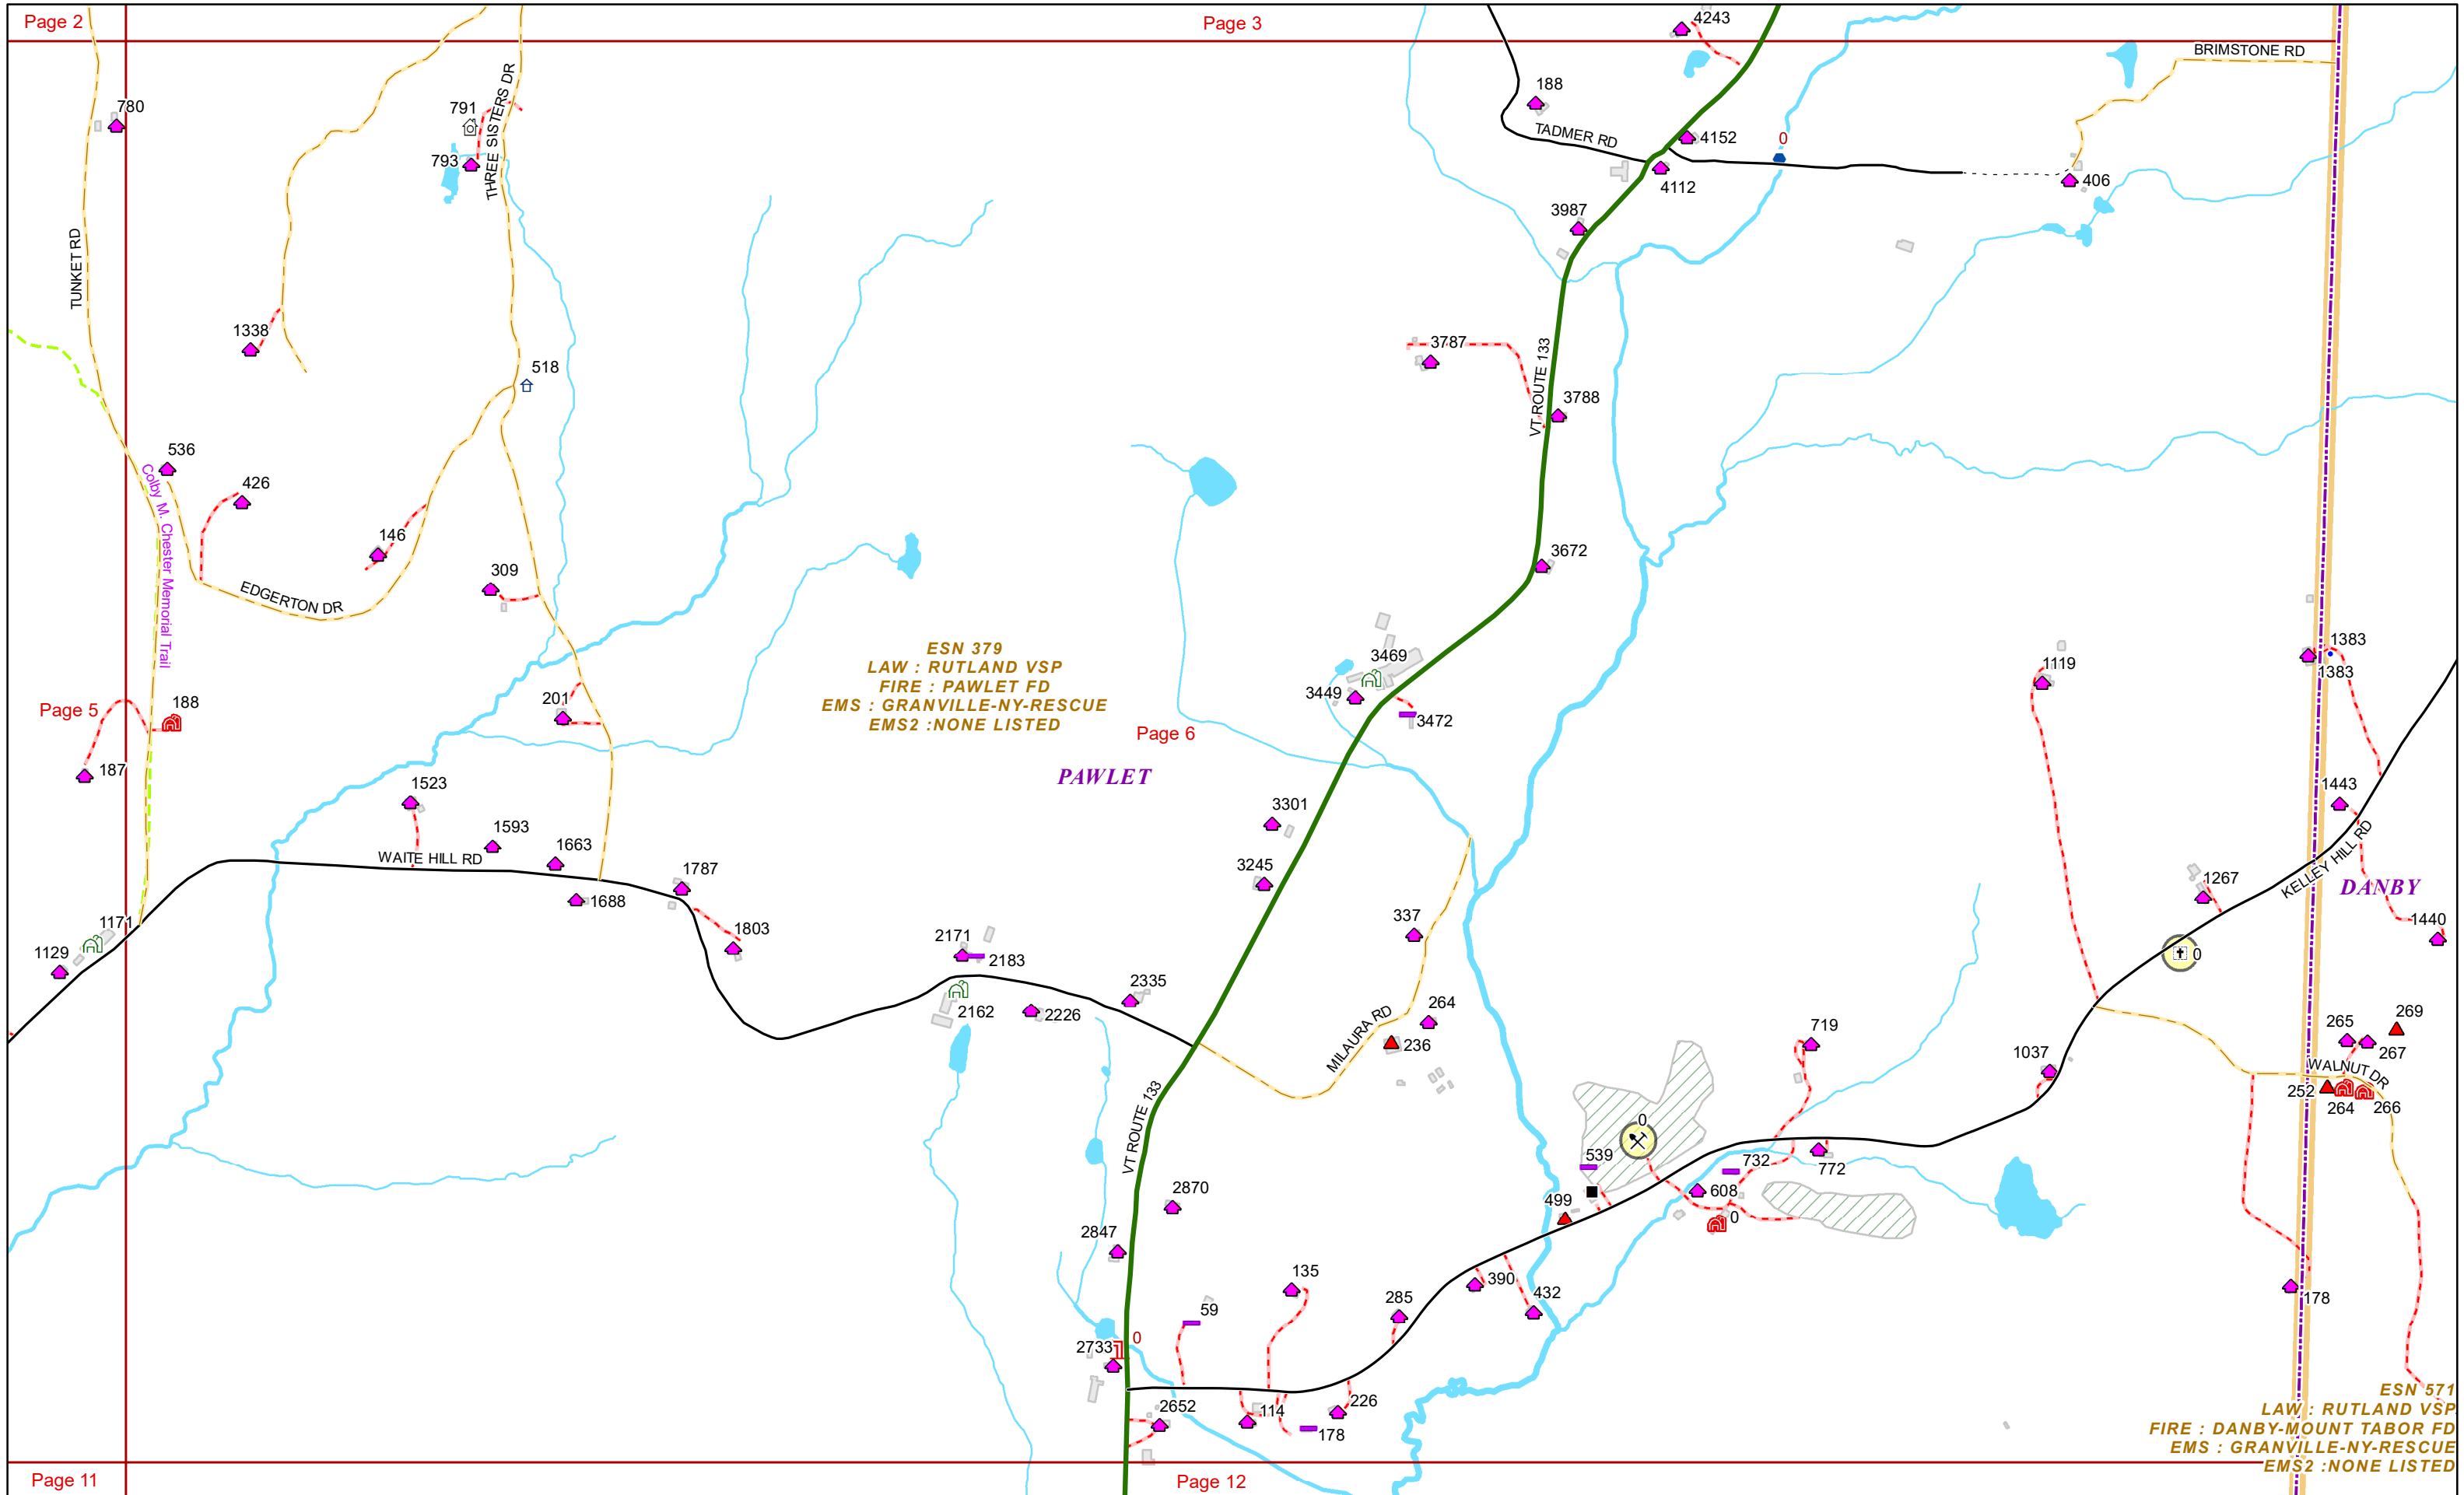 Page 2
Page 3
4243
BRIMSTONE RD
780
791
THREE SISTERS DR
188
TADMER RD
4152
0
793
4112
406
3987
TUNKET RD
1338
518
3787
VT ROUTE 133
3788
536
Colby M. Chester Memorial Trail
426
146
309
EDGERTON DR
3672
ESN 379
LAW : RUTLAND VSP
FIRE : PAWLET FD
EMS : GRANVILLE-NY-RESCUE
EMS2 :NONE LISTED
3469
3449
3472
1119
1383
1383
Page 5
188
201
Page 6
187
PAWLET
1523
1593
1663
WAITE HILL RD
1688
1787
1803
3301
3245
1443
KELLEY HILL RD
DANBY
1267
1440
0
1171
1129
2171
2183
2162
2226
2335
337
264
MILAURA RD
236
719
1037
265
269
267
WALNUT DR
252
264
266
VT ROUTE 133
0
539
732
772
499
608
0
2870
2847
135
59
285
390
432
178
2733
0
2652
114
226
178
ESN 571
LAW : RUTLAND VSP
FIRE : DANBY-MOUNT TABOR FD
EMS : GRANVILLE-NY-RESCUE
EMS2 :NONE LISTED
Page 11
Page 12